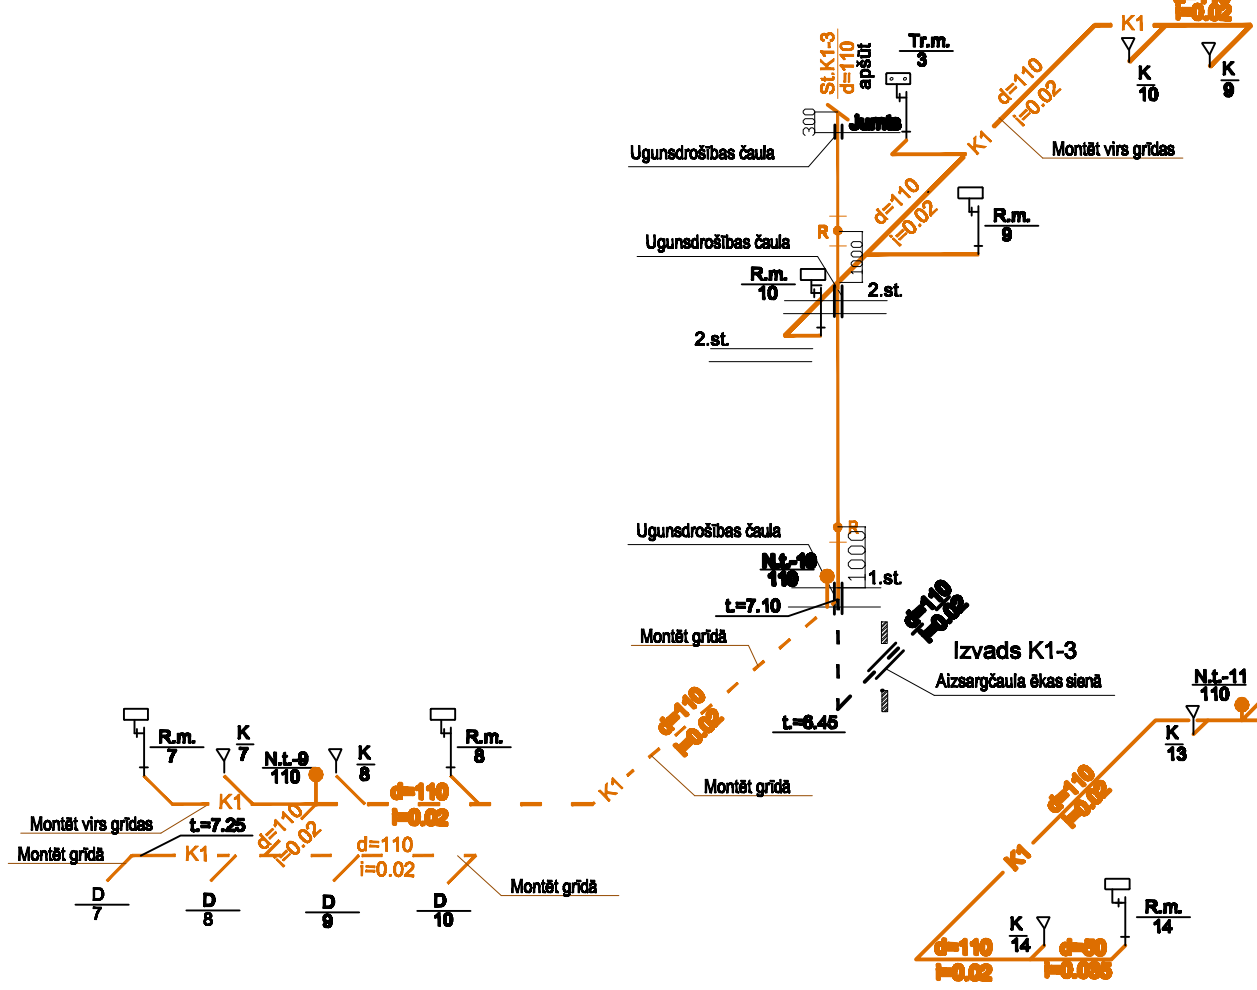 i=0.02
K1
K
10
K
9
St.K1-3
d=110
apšūt
Tr.m.
3
d=110
i=0.02
300
Jumts
K1
Montēt virs grīdas
Ugunsdrošības čaula
d=110
i=0.02
R.m.
9
R
Ugunsdrošības čaula
1000
R.m.
10
2.st.
2.st.
Ugunsdrošības čaula
R
1000
N.t.-10
110
1.st.
t.=7.10
d=110
i=0.02
Montēt grīdā
Izvads K1-3
Aizsargčaula ēkas sienā
N.t.-11
110
d=110
i=0.02
t.=6.45
K
13
R.m.
7
K
7
N.t.-9
110
K
8
R.m.
8
d=110
i=0.02
K1
K1
Montēt grīdā
d=110
i=0.02
Montēt virs grīdas
t.=7.25
d=110
i=0.02
Montēt grīdā
K1
d=110
i=0.02
K1
Montēt grīdā
D
7
D
8
D
9
D
10
K
14
R.m.
14
d=110
i=0.02
d=50
i=0.035